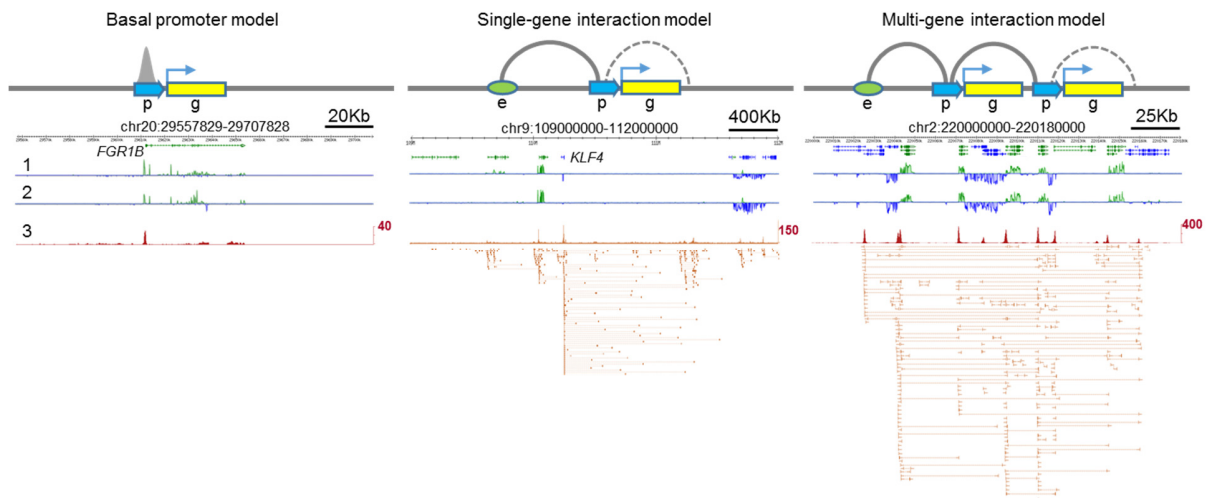 Basal promoter model
Single-gene interaction model
Multi-gene interaction model
p g
e p g
e p g p g
chr20:29557829-29707828
20Kb
chr9:109000000-112000000
400Kb
chr2:220000000-220180000
25Kb
FGR1B
KLF4
1
2
3
40
150
400